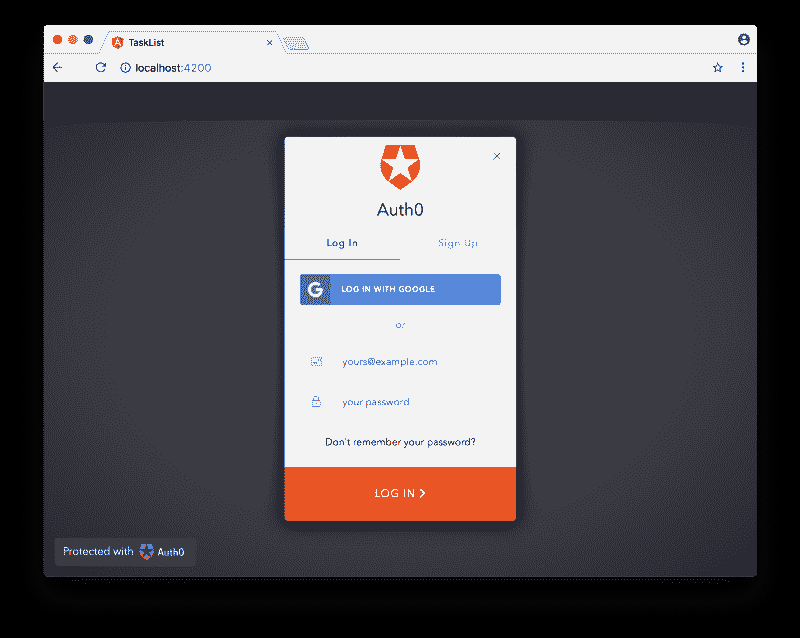 TaskList
localhost:4200
Auth0
Log In
Sign Up
LOG IN WITH GOOGLE
or
yours@example.com
your password
Don't remember your password?
LOG IN
Protected with Auth0